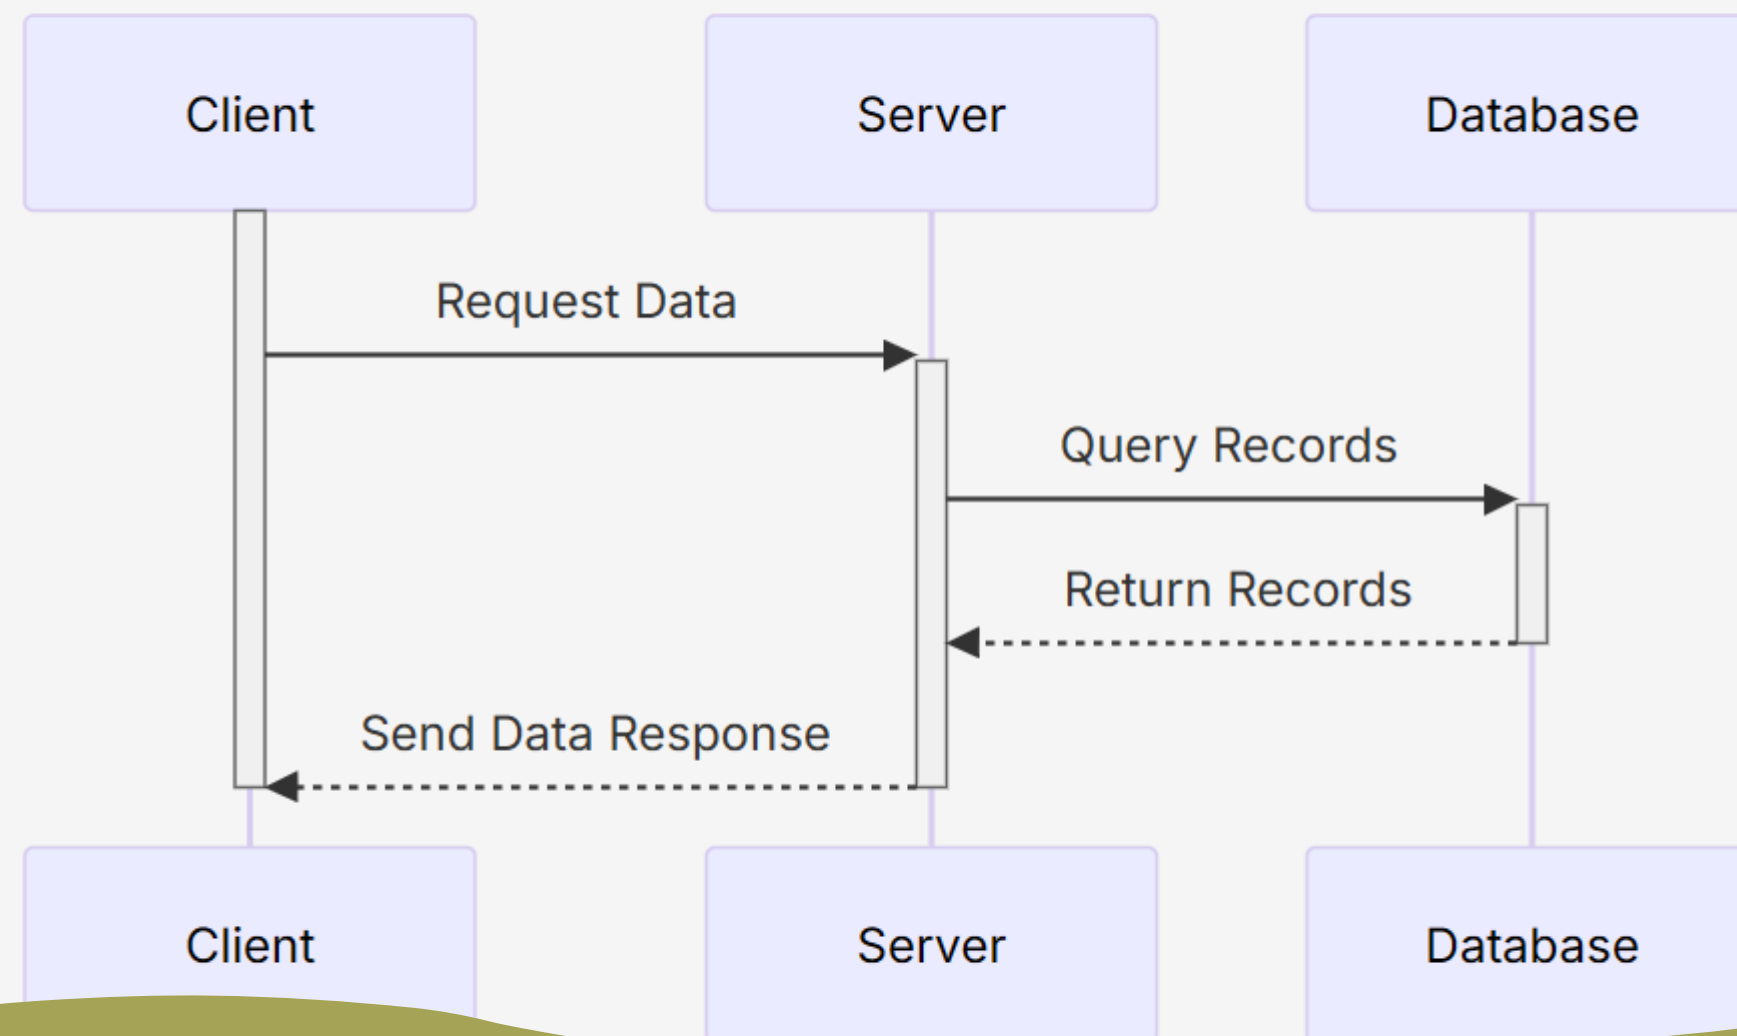 Client
Server
Database
Request Data
Query Records
Return Records
Send Data Response
Client
Server
Database